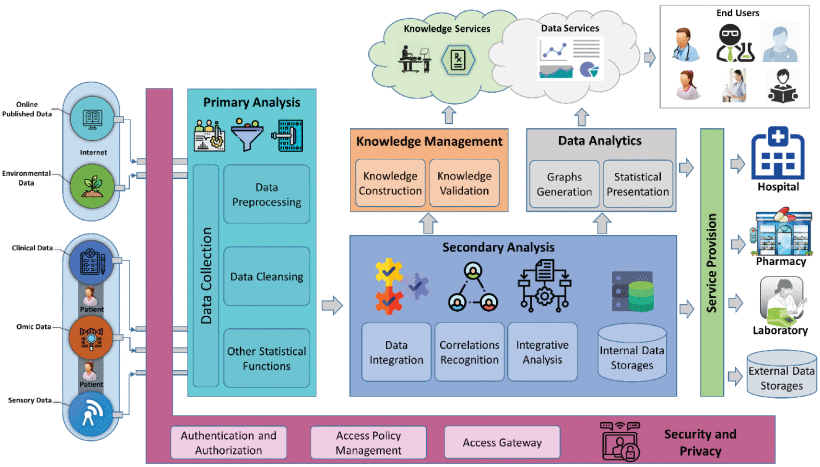 Online
Published Data
Internet
Environmental
Data
Clinical Data
Patient
Omic Data
Patient
Sensory Data
Primary Analysis
Data Collection
Data
Preprocessing
Data Cleansing
Other Statistical
Functions
Knowledge Services
Rx
Data Services
End Users
Knowledge Management
Knowledge
Construction
Knowledge
Validation
Data Analytics
Graphs
Generation
Statistical
Presentation
Secondary Analysis
Data
Integration
Correlations
Recognition
Integrative
Analysis
Internal Data
Storages
Service Provision
Hospital
Pharmacy
Laboratory
External Data
Storages
Authentication and
Authorization
Access Policy
Management
Access Gateway
Security and
Privacy